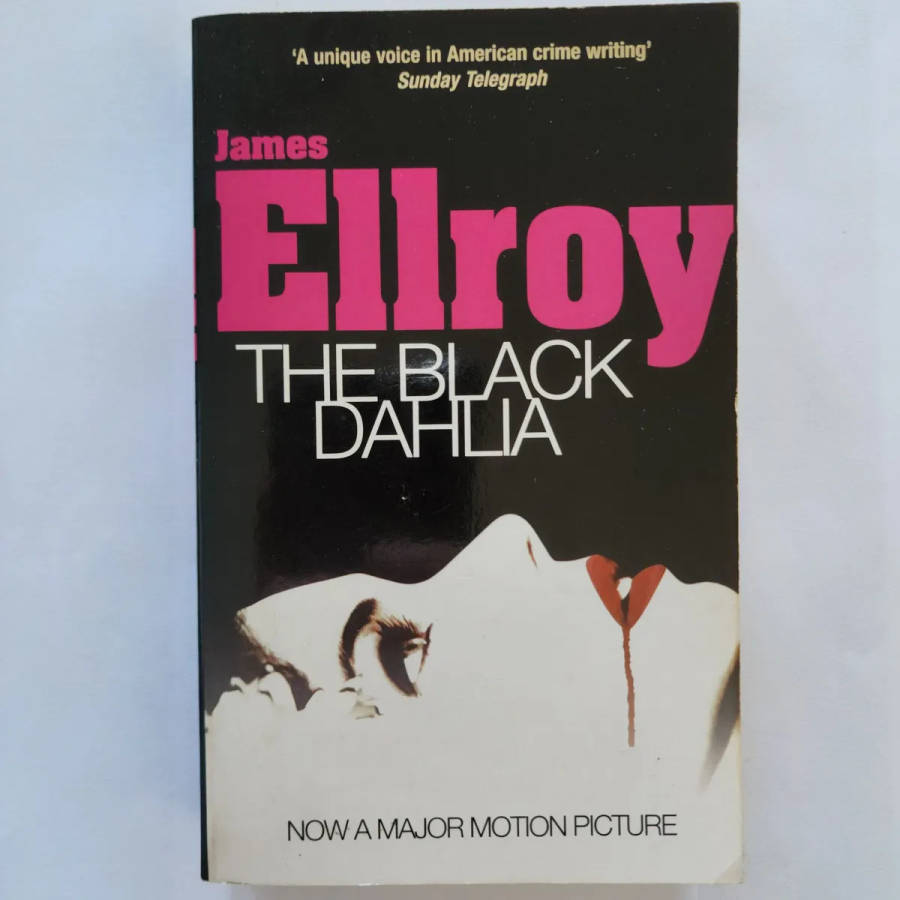 ‘A unique voice in American crime writing’
Sunday Telegraph
James
Ellroy
THE BLACK
DAHLIA
NOW A MAJOR MOTION PICTURE